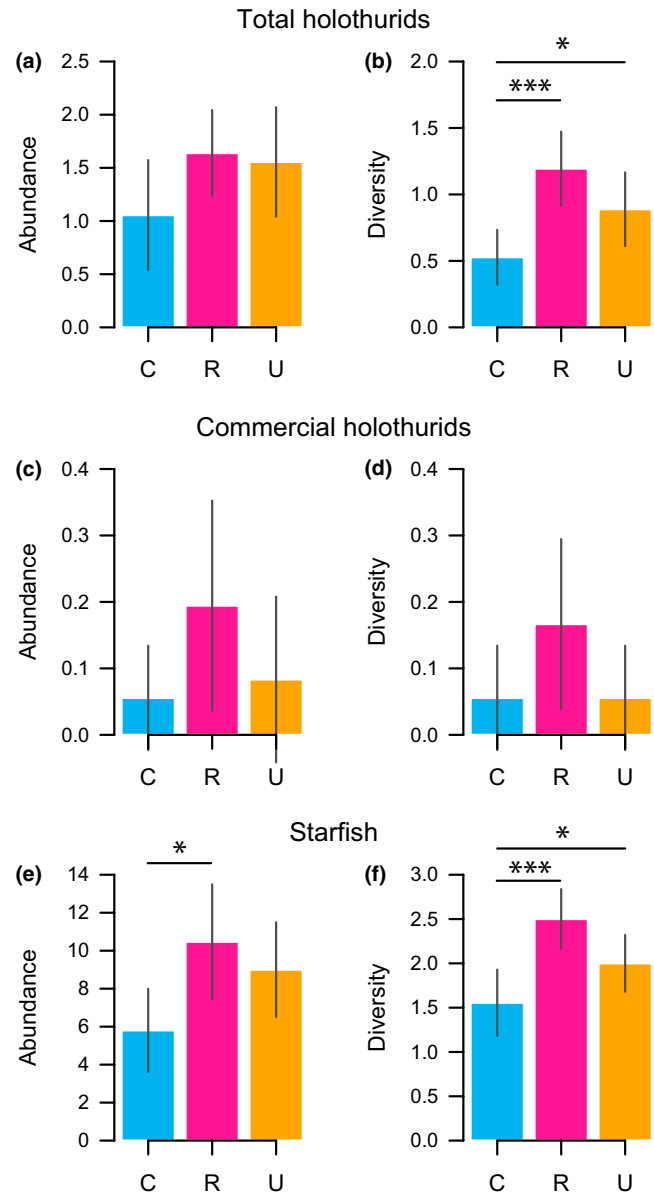 Total holothurids
(a) (b)
Abundance
2.5
2.0
1.5
1.0
0.5
0.0
C R U
Diversity
2.0
1.5
1.0
0.5
0.0
*
***
C R U
Commercial holothurids
(c) (d)
Abundance
0.4
0.3
0.2
0.1
0.0
C R U
Diversity
0.4
0.3
0.2
0.1
0.0
C R U
Starfish
(e) (f)
Abundance
14
12
10
8
6
4
2
0
*
C R U
Diversity
3.0
2.5
2.0
1.5
1.0
0.5
0.0
*
***
C R U